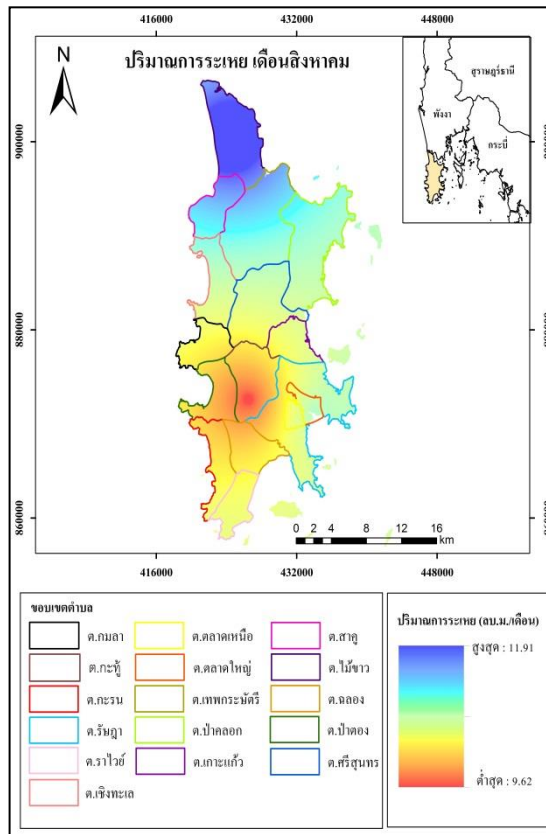 416000 432000 448000
N
ปริมาณการระเหย เดือนสิงหาคม
สุราษฎร์ธานี
พังงา
กระบี่
900000 900000
880000 880000
860000 860000
0 2 4 8 12 16
km
416000 432000 448000
ขอบเขตตำบล
ต.กมลา ต.ตลาดเหนือ ต.สาคู
ต.กะทู้ ต.ตลาดใหญ่ ต.ไม้ขาว
ต.กะรน ต.เทพกระษัตรี ต.ฉลอง
ต.รัษฎา ต.ป่าคลอก ต.ป่าตอง
ต.ราไวย์ ต.เกาะแก้ว ต.ศรีสุนทร
ต.เชิงทะเล
ปริมาณการระเหย (ลบ.ม./เดือน)
สูงสุด : 11.91
ต่ำสุด : 9.62